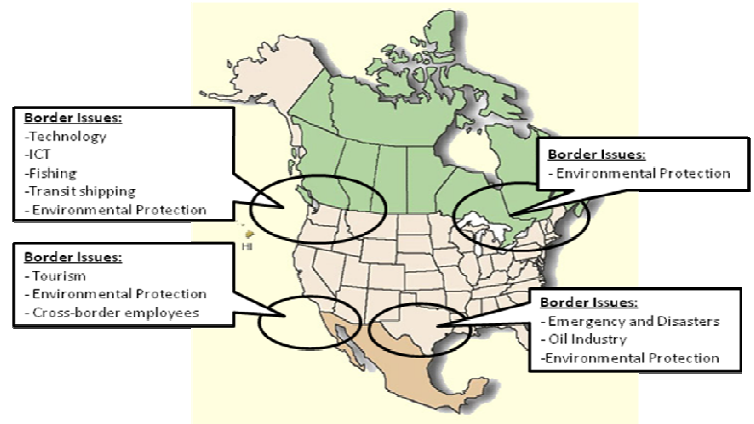 Border Issues:
-Technology
-ICT
-Fishing
-Transit shipping
- Environmental Protection
Border Issues:
- Environmental Protection
HI
Border Issues:
- Tourism
- Environmental Protection
- Cross-border employees
Border Issues:
- Emergency and Disasters
- Oil Industry
-Environmental Protection